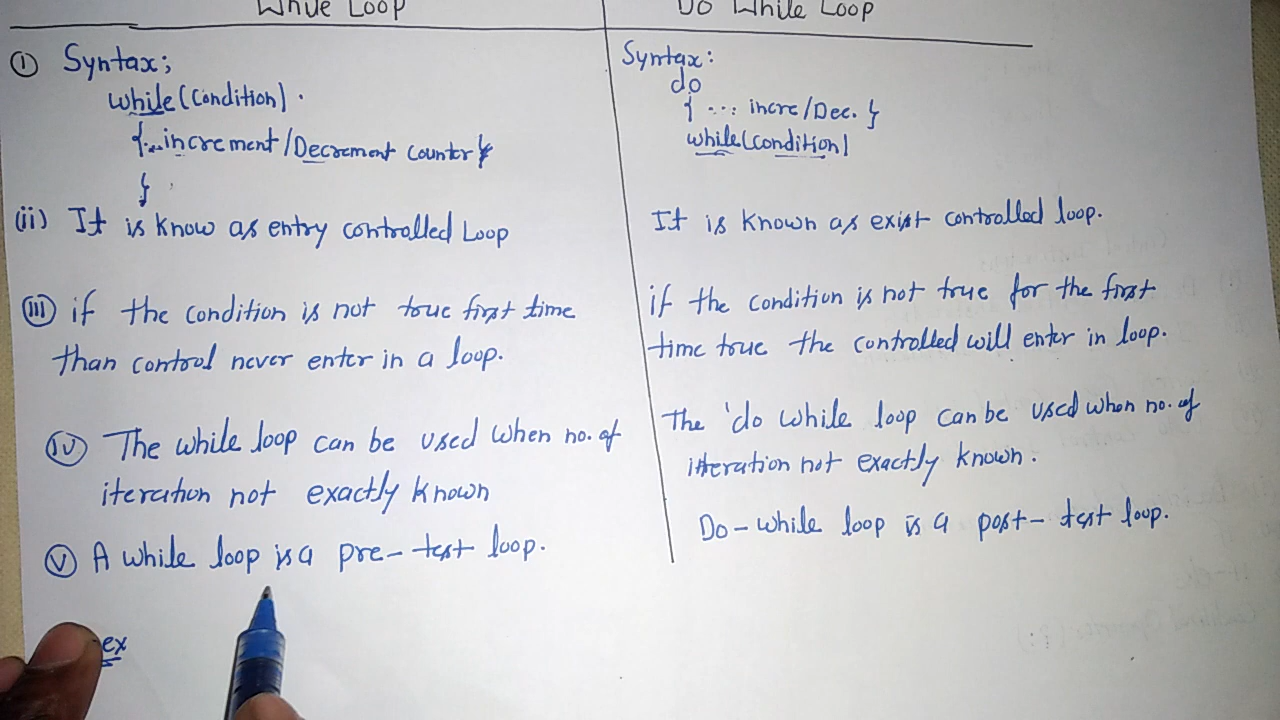 While Loop
Do While Loop
(i) Syntax;
while(Condition).
{...increment/Decrement counter
}
(ii) It is know as entry controlled Loop
(iii) if the condition is not true first time
than control never enter in a loop.
(iv) The while loop can be used when no. of
iteration not exactly known
(v) A while loop is a pre-test loop.
ex
Syntax:
do
{ ... incre/Dec. }
while(condition)
It is known as exist controlled loop.
if the condition is not true for the first
time true the controlled will enter in loop.
The 'do while loop can be used when no. of
itteration not exactly known.
Do-while loop is a post-test loop.